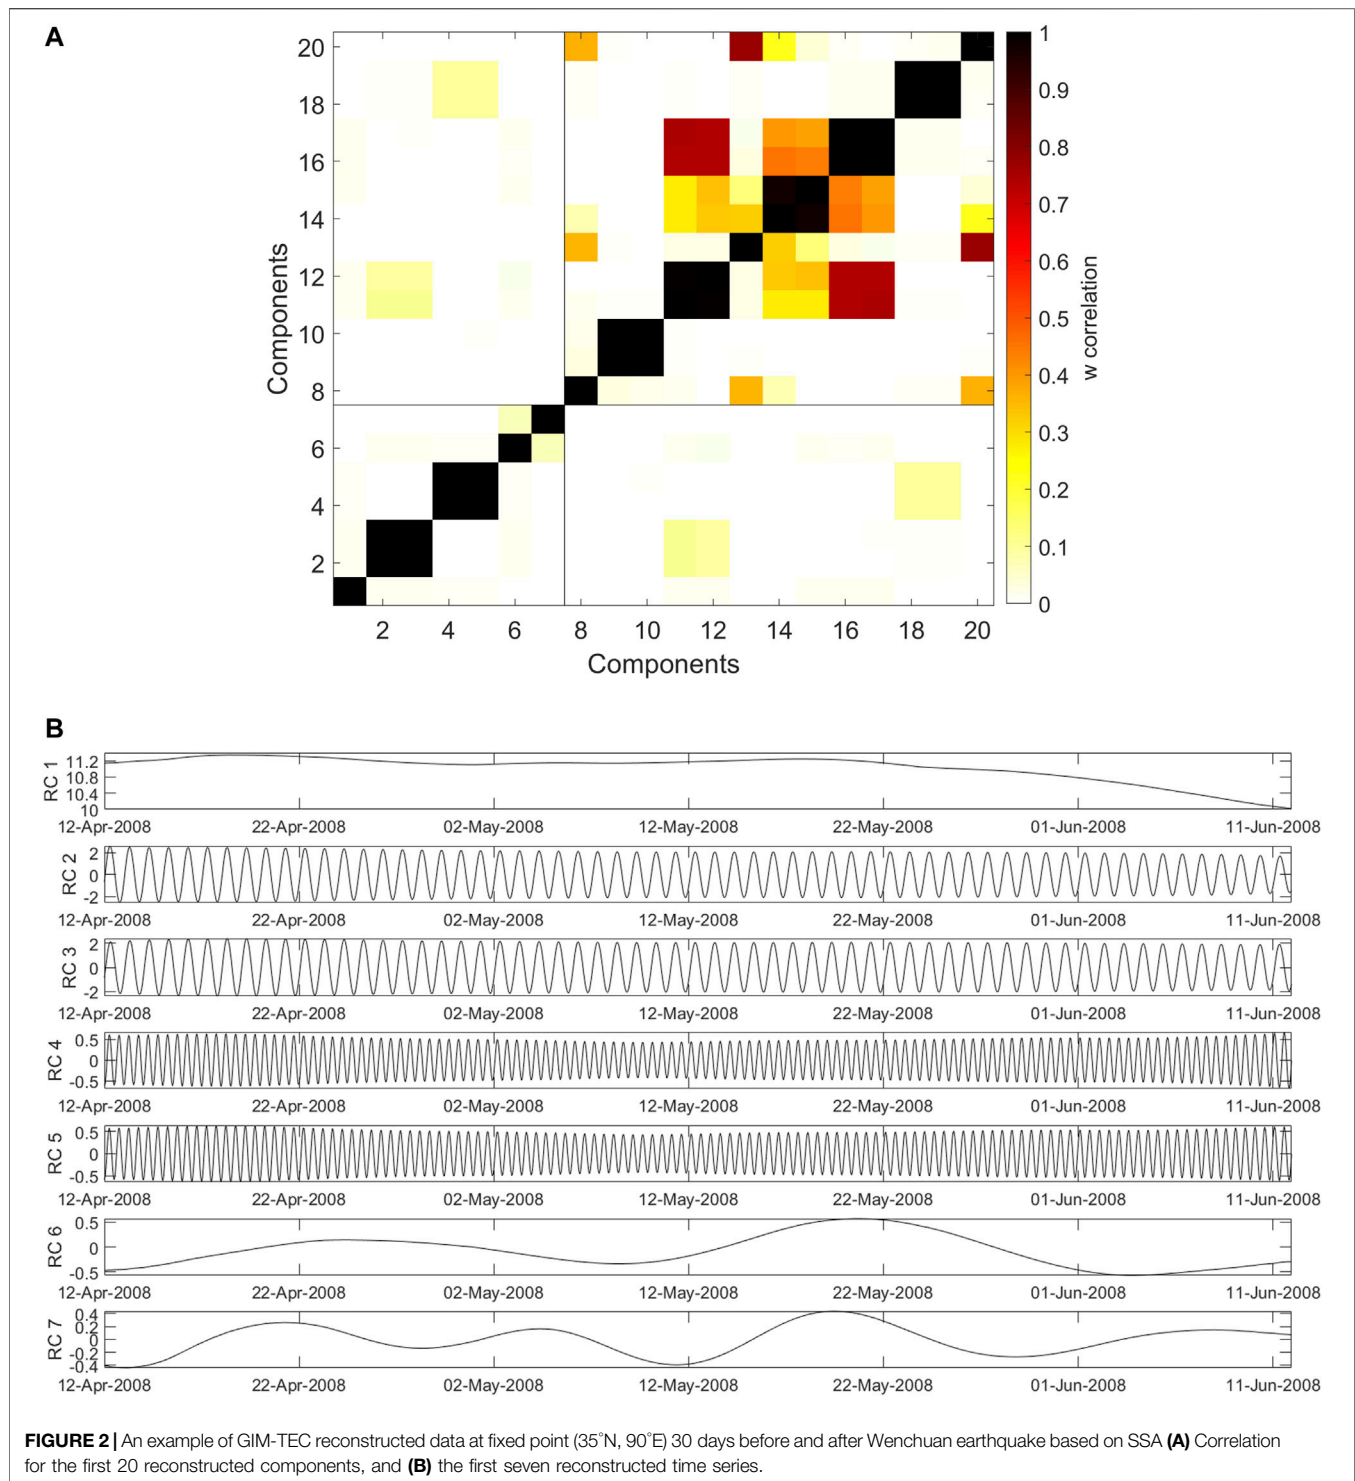 A
20
18
16
14
12
10
8
6
4
2
Components
2 4 6 8 10 12 14 16 18 20
Components
1
0.9
0.8
0.7
0.6
0.5
0.4
0.3
0.2
0.1
0
w correlation
B
RC 1
11.2
10.8
10.4
10
12-Apr-2008 22-Apr-2008 02-May-2008 12-May-2008 22-May-2008 01-Jun-2008 11-Jun-2008
RC 2
2
0
-2
12-Apr-2008 22-Apr-2008 02-May-2008 12-May-2008 22-May-2008 01-Jun-2008 11-Jun-2008
RC 3
2
0
-2
12-Apr-2008 22-Apr-2008 02-May-2008 12-May-2008 22-May-2008 01-Jun-2008 11-Jun-2008
RC 4
0.5
0
-0.5
12-Apr-2008 22-Apr-2008 02-May-2008 12-May-2008 22-May-2008 01-Jun-2008 11-Jun-2008
RC 5
0.5
0
-0.5
12-Apr-2008 22-Apr-2008 02-May-2008 12-May-2008 22-May-2008 01-Jun-2008 11-Jun-2008
RC 6
0.5
0
-0.5
12-Apr-2008 22-Apr-2008 02-May-2008 12-May-2008 22-May-2008 01-Jun-2008 11-Jun-2008
RC 7
0.4
0.2
0
-0.2
-0.4
12-Apr-2008 22-Apr-2008 02-May-2008 12-May-2008 22-May-2008 01-Jun-2008 11-Jun-2008
FIGURE 2 | An example of GIM-TEC reconstructed data at fixed point (35°N, 90°E) 30 days before and after Wenchuan earthquake based on SSA (A) Correlation
for the first 20 reconstructed components, and (B) the first seven reconstructed time series.